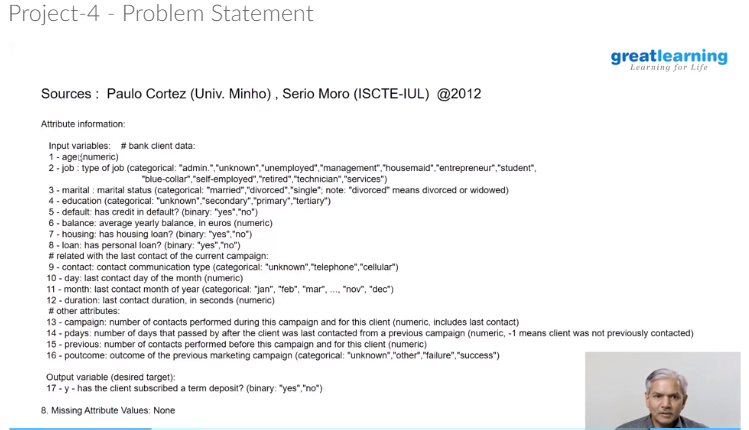 Project-4 - Problem Statement
greatlearning
Learning for Life
Sources : Paulo Cortez (Univ. Minho) , Serio Moro (ISCTE-IUL) @2012
Attribute information:
Input variables: # bank client data:
1 - age:(numeric)
2 - job : type of job (categorical: "admin.","unknown","unemployed","management","housemaid","entrepreneur","student",
"blue-collar","self-employed","retired","technician","services")
3 - marital : marital status (categorical: "married","divorced","single"; note: "divorced" means divorced or widowed)
4 - education (categorical: "unknown","secondary","primary","tertiary")
5 - default: has credit in default? (binary: "yes","no")
6 - balance: average yearly balance, in euros (numeric)
7 - housing: has housing loan? (binary: "yes","no")
8 - loan: has personal loan? (binary: "yes","no")
# related with the last contact of the current campaign:
9 - contact: contact communication type (categorical: "unknown","telephone","cellular")
10 - day: last contact day of the month (numeric)
11 - month: last contact month of year (categorical: "jan", "feb", "mar", ..., "nov", "dec")
12 - duration: last contact duration, in seconds (numeric)
# other attributes:
13 - campaign: number of contacts performed during this campaign and for this client (numeric, includes last contact)
14 - pdays: number of days that passed by after the client was last contacted from a previous campaign (numeric, -1 means client was not previously contacted)
15 - previous: number of contacts performed before this campaign and for this client (numeric)
16 - poutcome: outcome of the previous marketing campaign (categorical: "unknown","other","failure","success")
Output variable (desired target):
17 - y - has the client subscribed a term deposit? (binary: "yes","no")
8. Missing Attribute Values: None